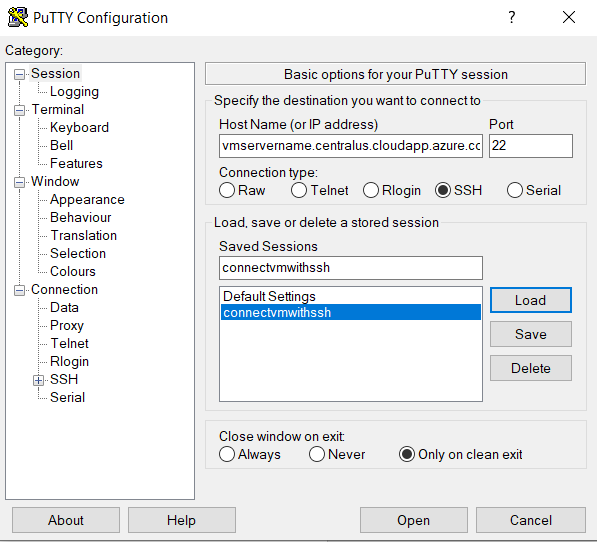 PuTTY Configuration
?
Category:
Session
Logging
Terminal
Keyboard
Bell
Features
Window
Appearance
Behaviour
Translation
Selection
Colours
Connection
Data
Proxy
Telnet
Rlogin
SSH
Serial
Basic options for your PuTTY session
Specify the destination you want to connect to
Host Name (or IP address) Port
vmservername.centralus.cloudapp.azure.cc 22
Connection type:
Raw Telnet Rlogin SSH Serial
Load, save or delete a stored session
Saved Sessions
connectvmwithssh
Default Settings
connectvmwithssh
Load
Save
Delete
Close window on exit:
Always Never Only on clean exit
About Help Open Cancel